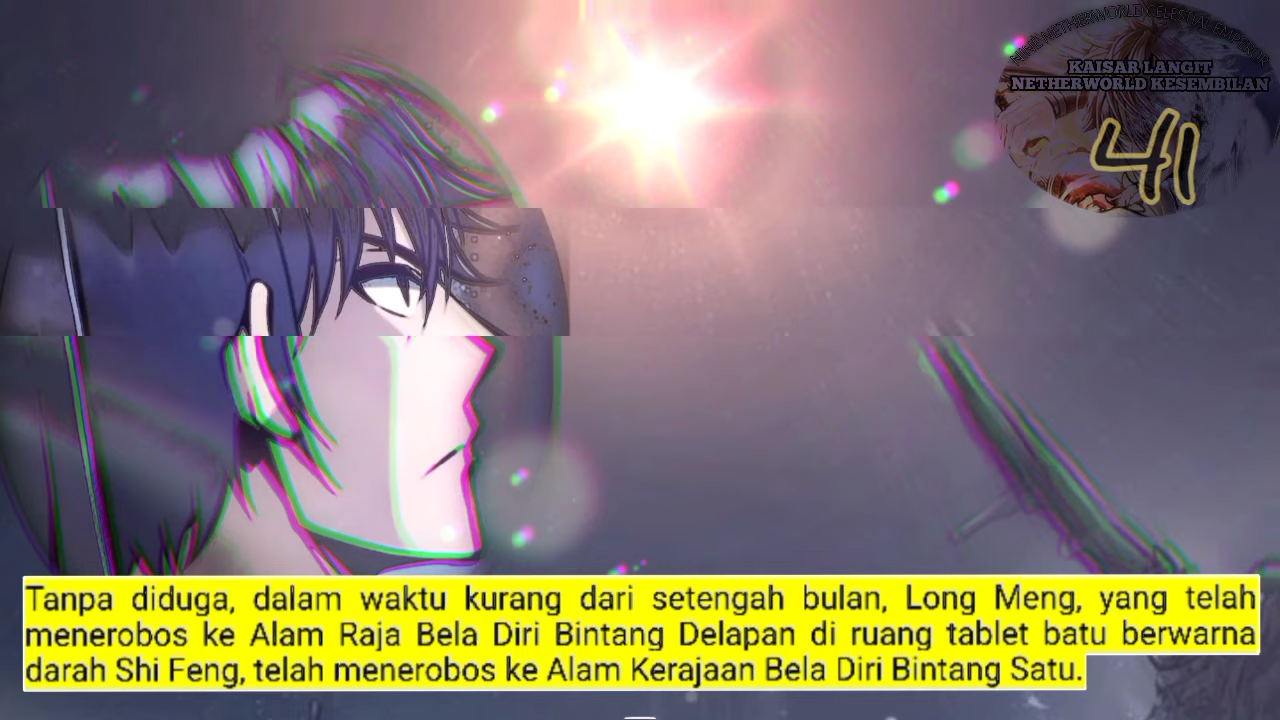 KAISAR LANGIT
NETHERWORLD KESEMBILAN
41
Tanpa diduga, dalam waktu kurang dari setengah bulan, Long Meng, yang telah
menerobos ke Alam Raja Bela Diri Bintang Delapan di ruang tablet batu berwarna
darah Shi Feng, telah menerobos ke Alam Kerajaan Bela Diri Bintang Satu.